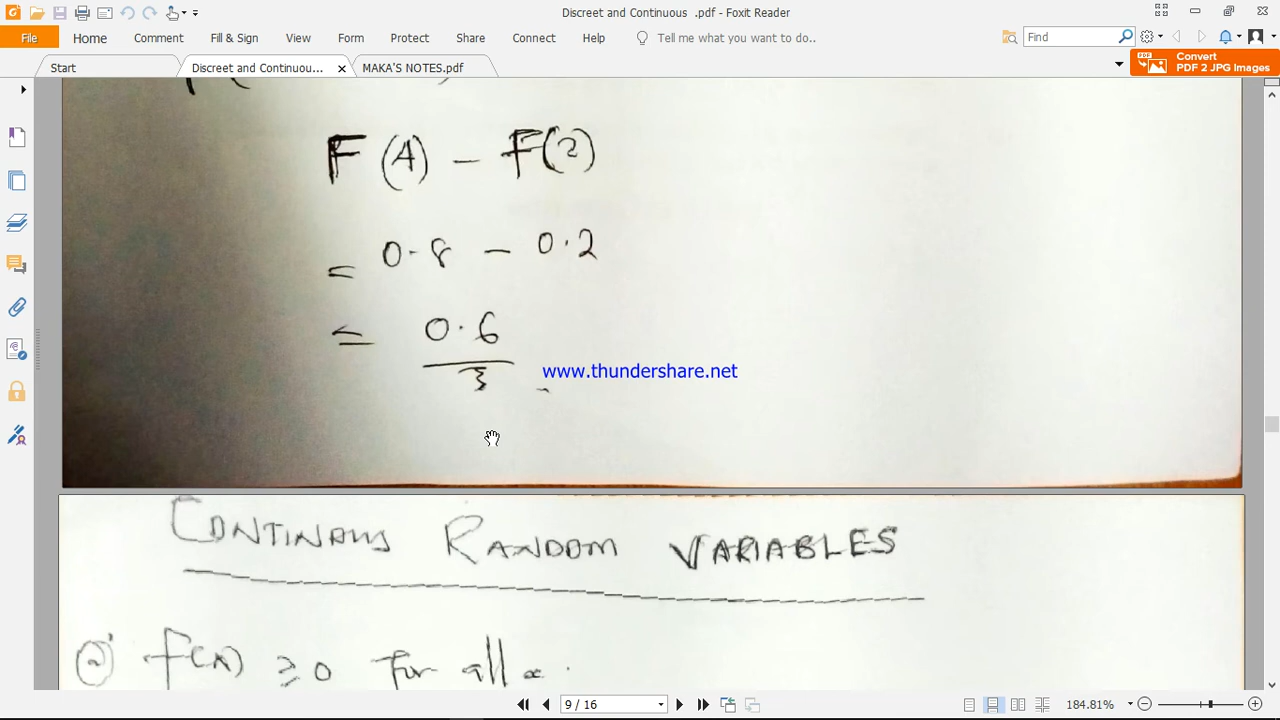 Discreet and Continuous .pdf - Foxit Reader
File Home Comment Fill & Sign View Form Protect Share Connect Help Tell me what you want to do.. Find
Start Discreet and Continuou... MAKA'S NOTES.pdf Convert
PDF 2 JPG Images
F(4) - F(2)
= 0.8 - 0.2
= 0.6
www.thundershare.net
CONTINOUS RANDOM VARIABLES
a) f(x) ≥ 0 for all x.
9 / 16 184.81%